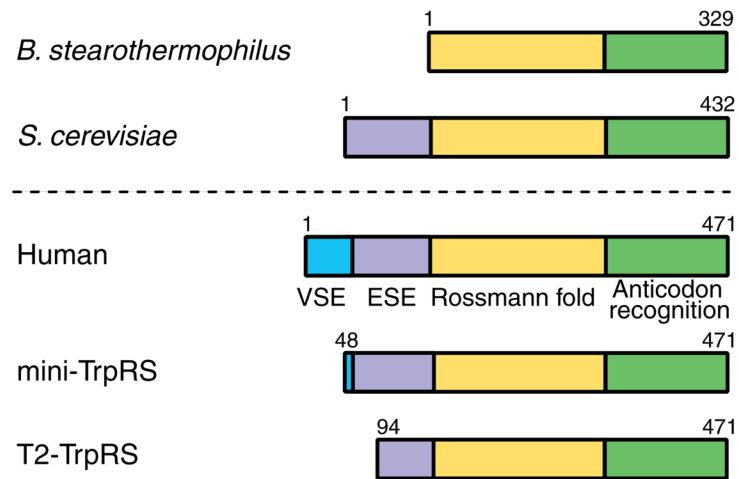 1 329
B. stearothermophilus
1 432
S. cerevisiae
1 471
Human
VSE ESE Rossmann fold Anticodon
recognition
48 471
mini-TrpRS
94 471
T2-TrpRS